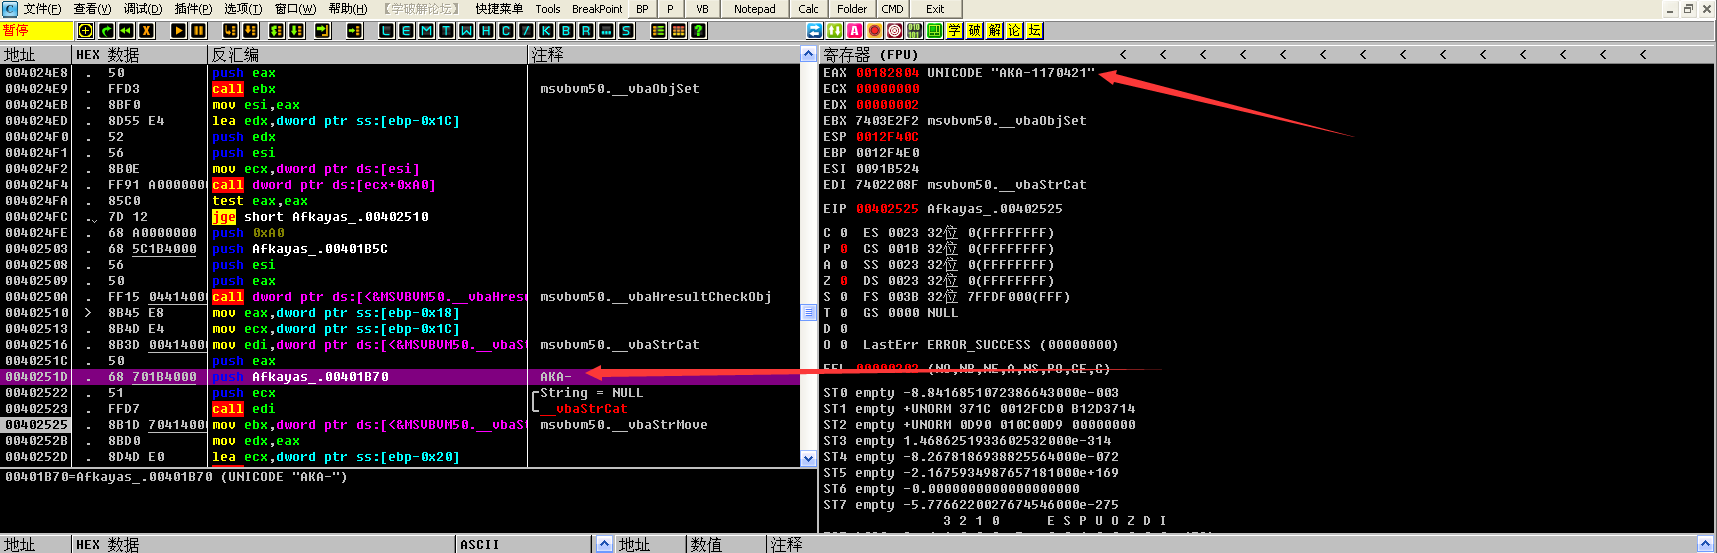 文件(F) 查看(V) 调试(D) 插件(P) 选项(T) 窗口(W) 帮助(H) 【学破解论坛】 快捷菜单 Tools BreakPoint BP P VB Notepad Calc Folder CMD Exit
暂停 L E M T W H C / K B R ... S ? A 学 破 解 论 坛
地址 HEX 数据 反汇编 注释
004024E8 . 50 push eax
004024E9 . FFD3 call ebx msvbvm50.__vbaObjSet
004024EB . 8BF0 mov esi,eax
004024ED . 8D55 E4 lea edx,dword ptr ss:[ebp-0x1C]
004024F0 . 52 push edx
004024F1 . 56 push esi
004024F2 . 8B0E mov ecx,dword ptr ds:[esi]
004024F4 . FF91 A0000000 call dword ptr ds:[ecx+0xA0]
004024FA . 85C0 test eax,eax
004024FC . 7D 12 jge short Afkayas_.00402510
004024FE . 68 A0000000 push 0xA0
00402503 . 68 5C1B4000 push Afkayas_.00401B5C
00402508 . 56 push esi
00402509 . 50 push eax
0040250A . FF15 04414000 call dword ptr ds:[<&MSVBVM50.__vbaHresu msvbvm50.__vbaHresultCheckObj
00402510 > 8B45 E8 mov eax,dword ptr ss:[ebp-0x18]
00402513 . 8B4D E4 mov ecx,dword ptr ss:[ebp-0x1C]
00402516 . 8B3D 00414000 mov edi,dword ptr ds:[<&MSVBVM50.__vbaSt msvbvm50.__vbaStrCat
0040251C . 50 push eax
0040251D . 68 701B4000 push Afkayas_.00401B70 AKA-
00402522 . 51 push ecx String = NULL
00402523 . FFD7 call edi __vbaStrCat
00402525 . 8B1D 70414000 mov ebx,dword ptr ds:[<&MSVBVM50.__vbaSt msvbvm50.__vbaStrMove
0040252B . 8BD0 mov edx,eax
0040252D . 8D4D E0 lea ecx,dword ptr ss:[ebp-0x20]
00401B70=Afkayas_.00401B70 (UNICODE "AKA-")
地址 HEX 数据 ASCII 地址 数值 注释
寄存器 (FPU) < < < < < < < < < < < < < <
EAX 00182804 UNICODE "AKA-1170421"
ECX 00000000
EDX 00000002
EBX 7403E2F2 msvbvm50.__vbaObjSet
ESP 0012F40C
EBP 0012F4E0
ESI 0091B524
EDI 7402208F msvbvm50.__vbaStrCat
EIP 00402525 Afkayas_.00402525
C 0 ES 0023 32位 0(FFFFFFFF)
P 0 CS 001B 32位 0(FFFFFFFF)
A 0 SS 0023 32位 0(FFFFFFFF)
Z 0 DS 0023 32位 0(FFFFFFFF)
S 0 FS 003B 32位 7FFDF000(FFF)
T 0 GS 0000 NULL
D 0
O 0 LastErr ERROR_SUCCESS (00000000)
EFL 00000202 (NO,NB,NE,A,NS,PO,GE,G)
ST0 empty -8.8416851072386643000e-003
ST1 empty +UNORM 371C 0012FCD0 B12D3714
ST2 empty +UNORM 0D90 010C00D9 00000000
ST3 empty 1.4686251933602532000e-314
ST4 empty -8.2678186938825564000e-072
ST5 empty -2.1675934987657181000e+169
ST6 empty -0.0000000000000000000
ST7 empty -5.7766220027674546000e-275
3 2 1 0 E S P U O Z D I